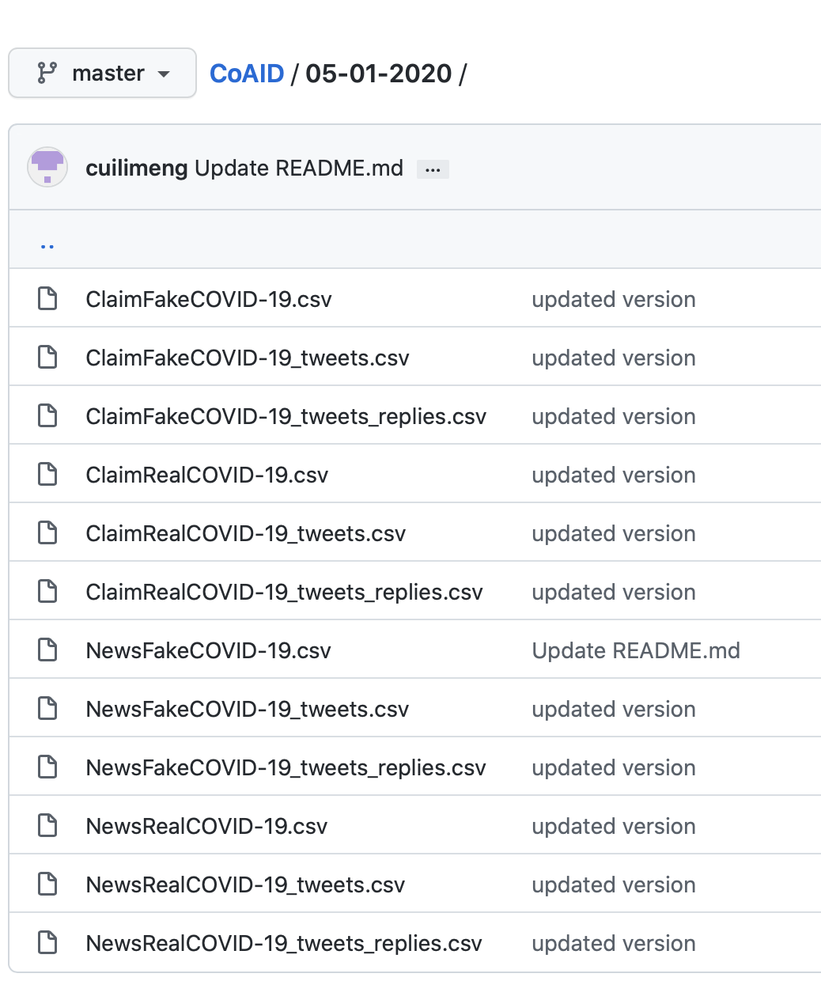 master CoAID / 05-01-2020 /
cuilimeng Update README.md ...
..
ClaimFakeCOVID-19.csv updated version
ClaimFakeCOVID-19_tweets.csv updated version
ClaimFakeCOVID-19_tweets_replies.csv updated version
ClaimRealCOVID-19.csv updated version
ClaimRealCOVID-19_tweets.csv updated version
ClaimRealCOVID-19_tweets_replies.csv updated version
NewsFakeCOVID-19.csv Update README.md
NewsFakeCOVID-19_tweets.csv updated version
NewsFakeCOVID-19_tweets_replies.csv updated version
NewsRealCOVID-19.csv updated version
NewsRealCOVID-19_tweets.csv updated version
NewsRealCOVID-19_tweets_replies.csv updated version